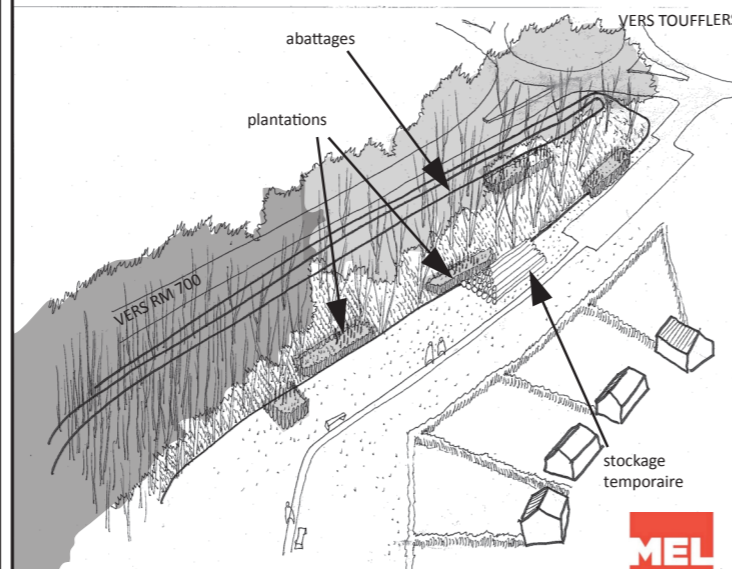 VERS TOUFFLERS
abattages
plantations
VERS RM 700
stockage
temporaire
MEL